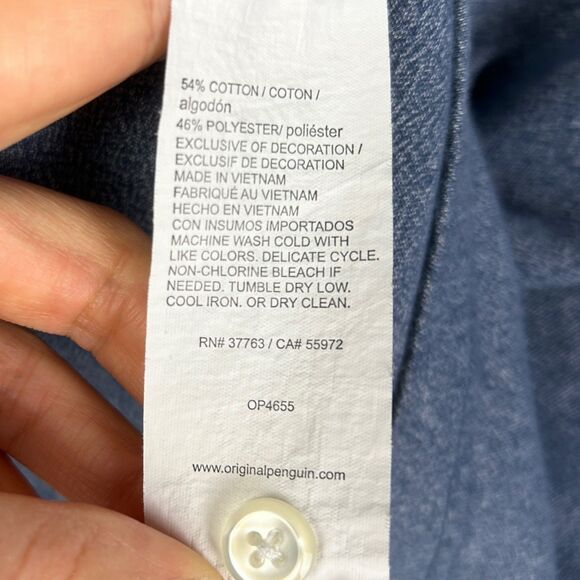 54% COTTON / COTON /
algodón
46% POLYESTER/ poliéster
EXCLUSIVE OF DECORATION /
EXCLUSIF DE DECORATION
MADE IN VIETNAM
FABRIQUÉ AU VIETNAM
HECHO EN VIETNAM
CON INSUMOS IMPORTADOS
MACHINE WASH COLD WITH
LIKE COLORS. DELICATE CYCLE.
NON-CHLORINE BLEACH IF
NEEDED. TUMBLE DRY LOW.
COOL IRON. OR DRY CLEAN.
RN# 37763 / CA# 55972
OP4655
www.originalpenguin.com